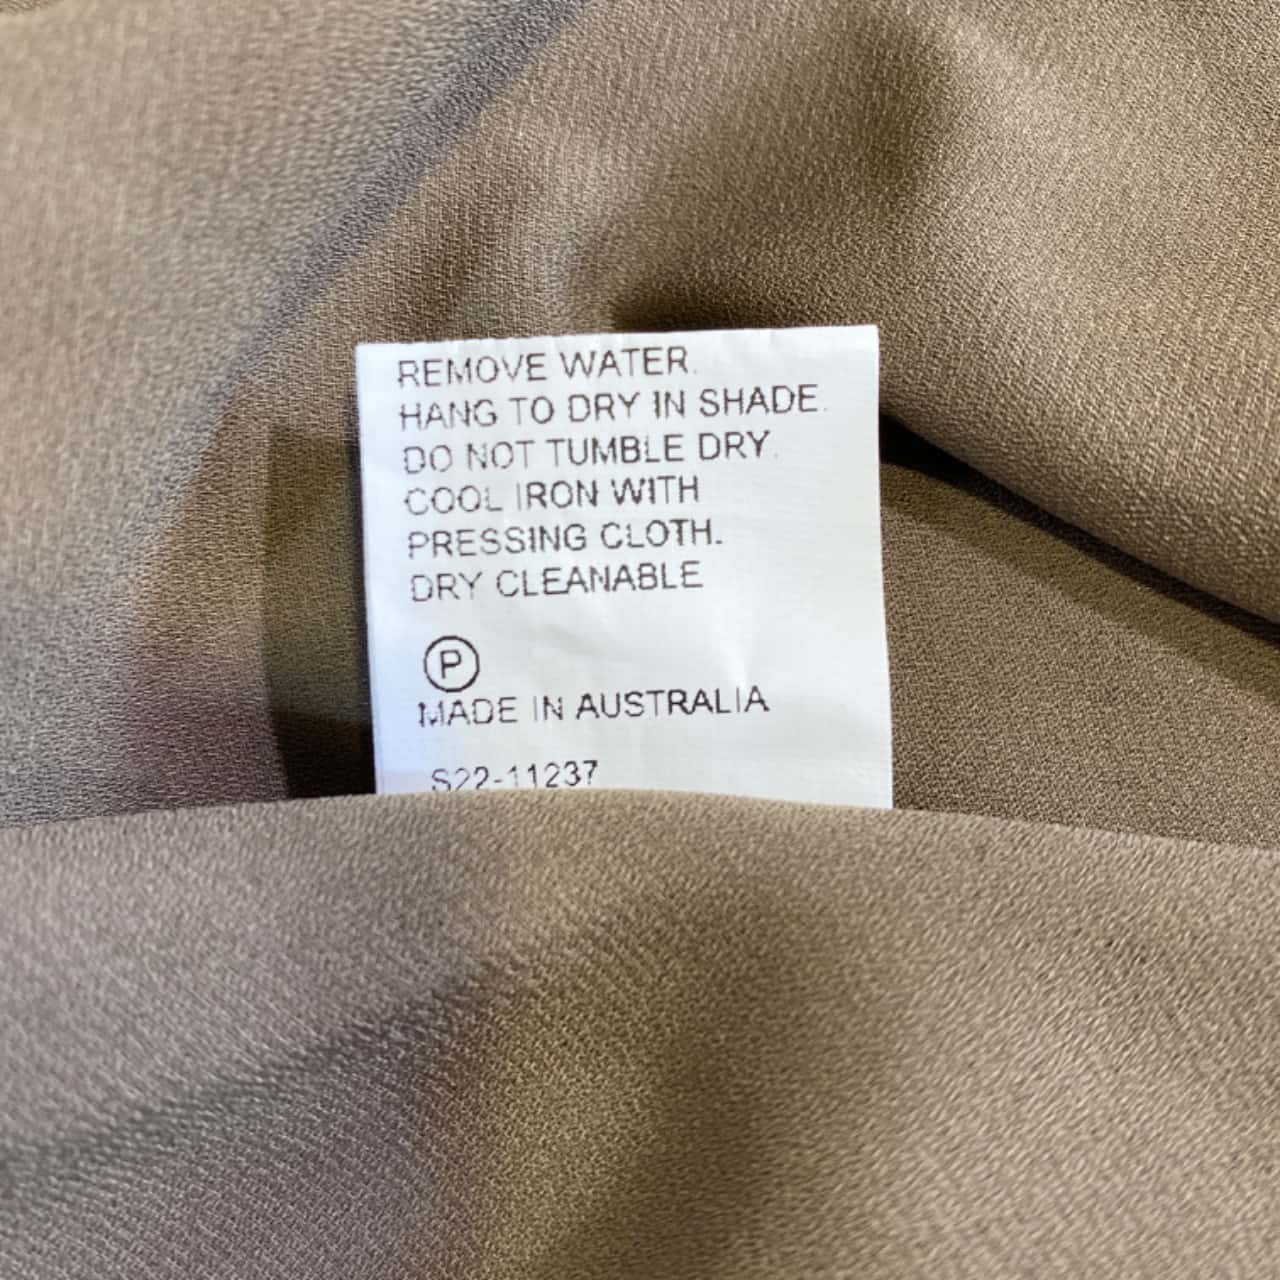 REMOVE WATER.
HANG TO DRY IN SHADE.
DO NOT TUMBLE DRY.
COOL IRON WITH
PRESSING CLOTH.
DRY CLEANABLE
P
MADE IN AUSTRALIA
S22-11237